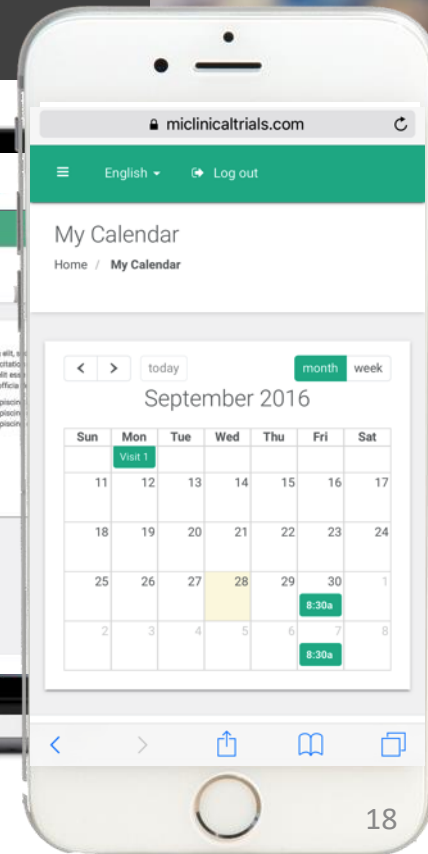 miclinicaltrials.com
English Log out
My Calendar
Home / My Calendar
today month week
September 2016
Sun Mon Tue Wed Thu Fri Sat
Visit 1
11 12 13 14 15 16 17
18 19 20 21 22 23 24
25 26 27 28 29 30 1
8:30a
2 3 4 5 6 7 8
8:30a
18